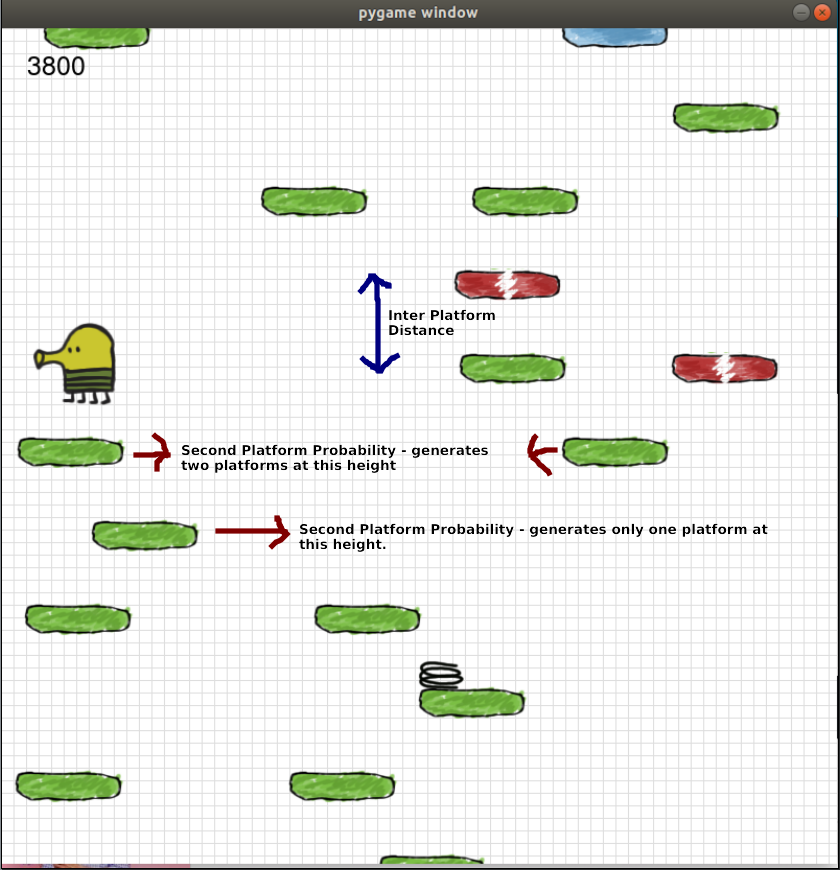 pygame window
3800
Inter Platform
Distance
Second Platform Probability - generates
two platforms at this height
Second Platform Probability - generates only one platform at
this height.